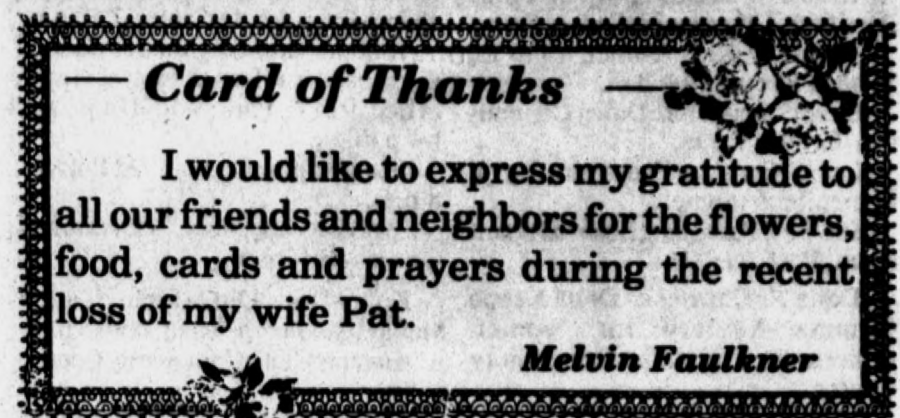 — Card of Thanks —
I would like to express my gratitude to
all our friends and neighbors for the flowers,
food, cards and prayers during the recent
loss of my wife Pat.
Melvin Faulkner